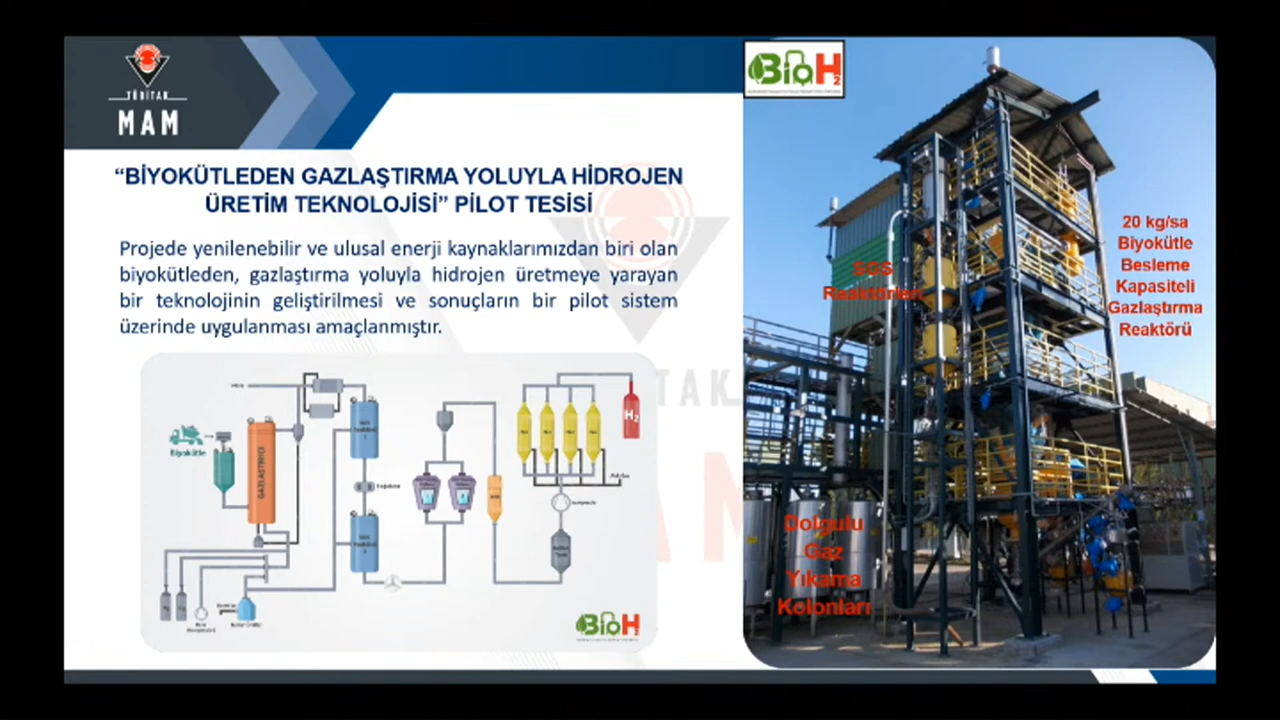 TÜBİTAK
MAM
BioH2
“BİYOKÜTLEDEN GAZLAŞTIRMA YOLUYLA HİDROJEN
ÜRETİM TEKNOLOJİSİ” PİLOT TESİSİ
Projede yenilenebilir ve ulusal enerji kaynaklarımızdan biri olan
biyokütleden, gazlaştırma yoluyla hidrojen üretmeye yarayan
bir teknolojinin geliştirilmesi ve sonuçların bir pilot sistem
üzerinde uygulanması amaçlanmıştır.
Biyokütle
GAZLAŞTIRICI
H2
BioH
SGS
Reaktörleri
20 kg/sa
Biyokütle
Besleme
Kapasiteli
Gazlaştırma
Reaktörü
Dolgulu
Gaz
Yıkama
Kolonları